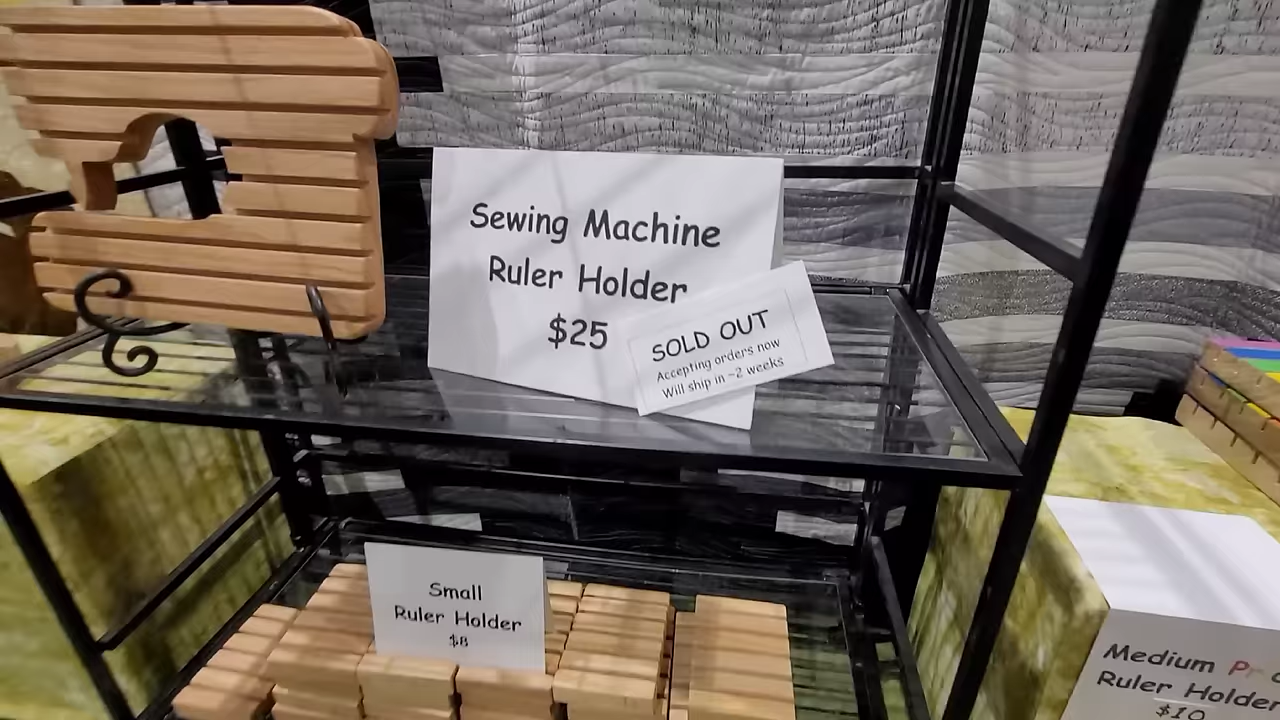 Sewing Machine
Ruler Holder
$25
SOLD OUT
Accepting orders now
Will ship in ~2 weeks
Small
Ruler Holder
$8
Medium
Ruler Holder
$10